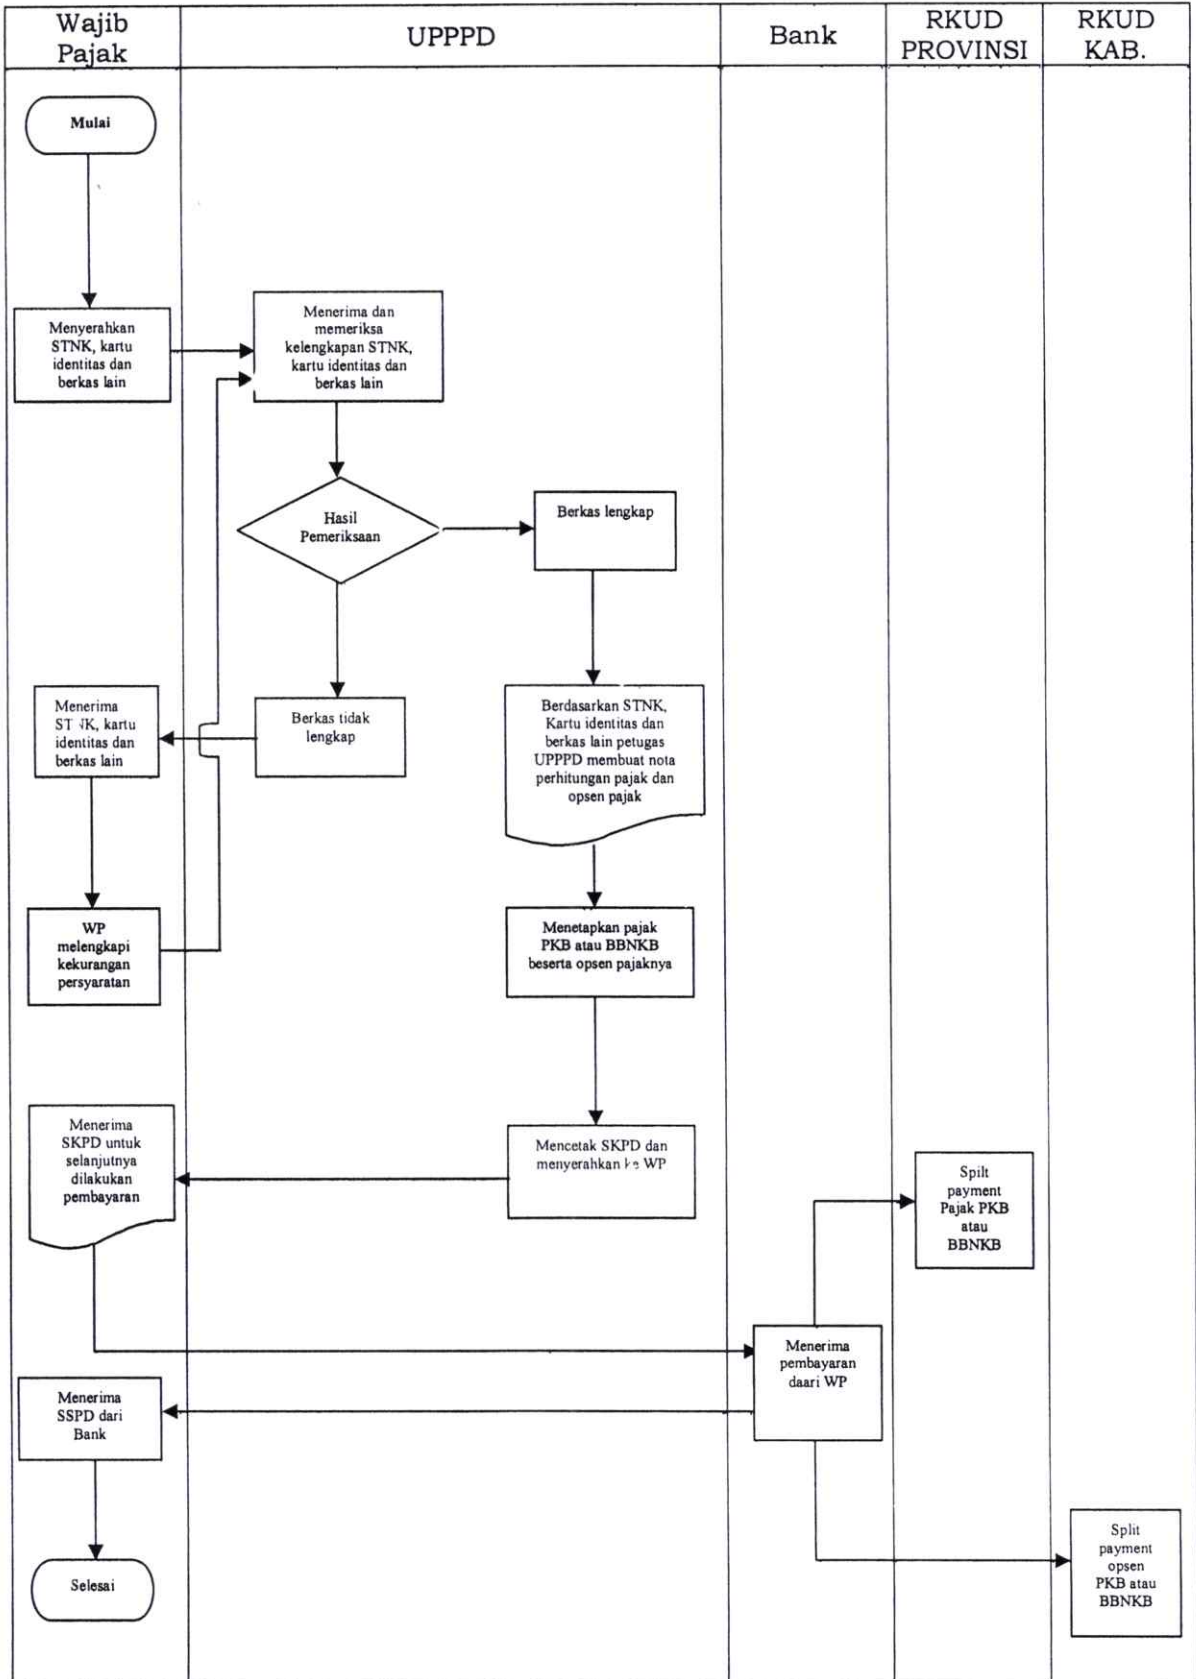 Wajib
Pajak
UPPPD
Bank
RKUD
PROVINSI
RKUD
KAB.
Mulai
Menyerahkan
STNK, kartu
identitas dan
berkas lain
Menerima dan
memeriksa
kelengkapan STNK,
kartu identitas dan
berkas lain
Hasil
Pemeriksaan
Berkas lengkap
Menerima
STNK, kartu
identitas dan
berkas lain
Berkas tidak
lengkap
Berdasarkan STNK,
Kartu identitas dan
berkas lain petugas
UPPPD membuat nota
perhitungan pajak dan
opsen pajak
WP
melengkapi
kekurangan
persyaratan
Menetapkan pajak
PKB atau BBNKB
beserta opsen pajaknya
Menerima
SKPD untuk
selanjutnya
dilakukan
pembayaran
Mencetak SKPD dan
menyerahkan ke WP
Spilt
payment
Pajak PKB
atau
BBNKB
Menerima
pembayaran
daari WP
Menerima
SSPD dari
Bank
Split
payment
opsen
PKB atau
BBNKB
Selesai